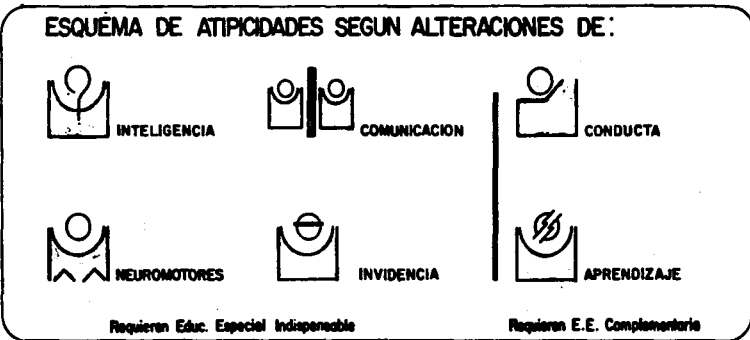 ESQUEMA DE ATIPICIDADES SEGUN ALTERACIONES DE:
INTELIGENCIA
COMUNICACION
CONDUCTA
NEUROMOTORES
INVIDENCIA
APRENDIZAJE
Requieren Educ. Especial Indispensable
Requieren E.E. Complementaria